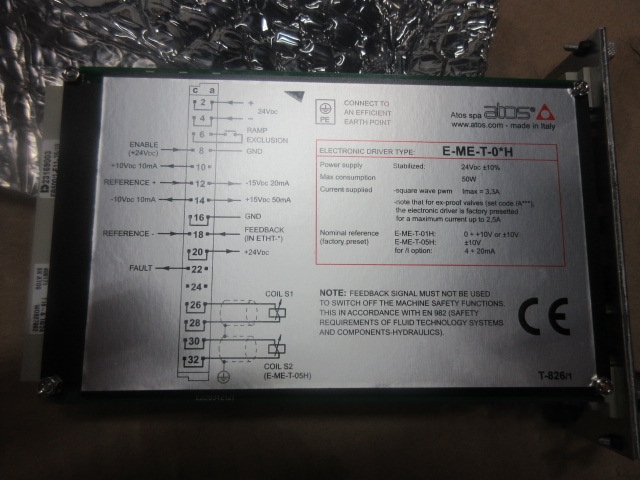 c a
2 + 24VDC
4 -
6 RAMP
EXCLUSION
ENABLE
(+24VDC) 8 GND
+10VDC 10mA 10
REFERENCE + 12 -15VDC 20mA
-10VDC 10mA 14 +15VDC 50mA
16 GND
REFERENCE - 18 FEEDBACK
(IN ETHT-*)
20 +24VDC
FAULT 22
24
26 COIL S1
28
30
32 COIL S2
(E-ME-T-05H)
PE
CONNECT TO
AN EFFICIENT
EARTH POINT
Atos spa atos
www.atos.com - made in Italy
ELECTRONIC DRIVER TYPE: E-ME-T-0*H
Power supply Stabilized: 24VDC ±10%
Max consumption 50W
Current supplied -square wave pwm Imax = 3,3A
-note that for ex-proof valves (set code /A***),
the electronic driver is factory presetted
for a maximum current up to 2,5A
Nominal reference E-ME-T-01H: 0 ÷ +10V or ±10V
(factory preset) E-ME-T-05H: ±10V
for /I option: 4 ÷ 20mA
NOTE: FEEDBACK SIGNAL MUST NOT BE USED
TO SWITCH OFF THE MACHINE SAFETY FUNCTIONS.
THIS IN ACCORDANCE WITH EN 982 (SAFETY
REQUIREMENTS OF FLUID TECHNOLOGY SYSTEMS
AND COMPONENTS-HYDRAULICS).
CE
T-826/1